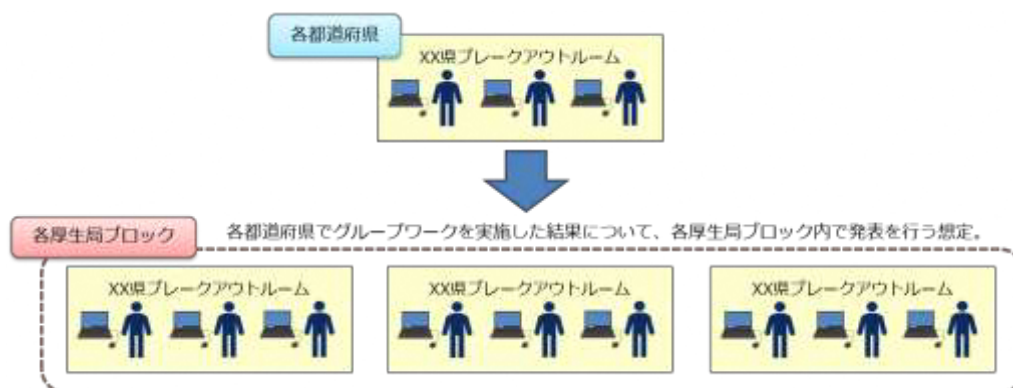 各都道府県
XX県ブレークアウトルーム
各厚生局ブロック
各都道府県でグループワークを実施した結果について、各厚生局ブロック内で発表を行う想定。
XX県ブレークアウトルーム
XX県ブレークアウトルーム
XX県ブレークアウトルーム